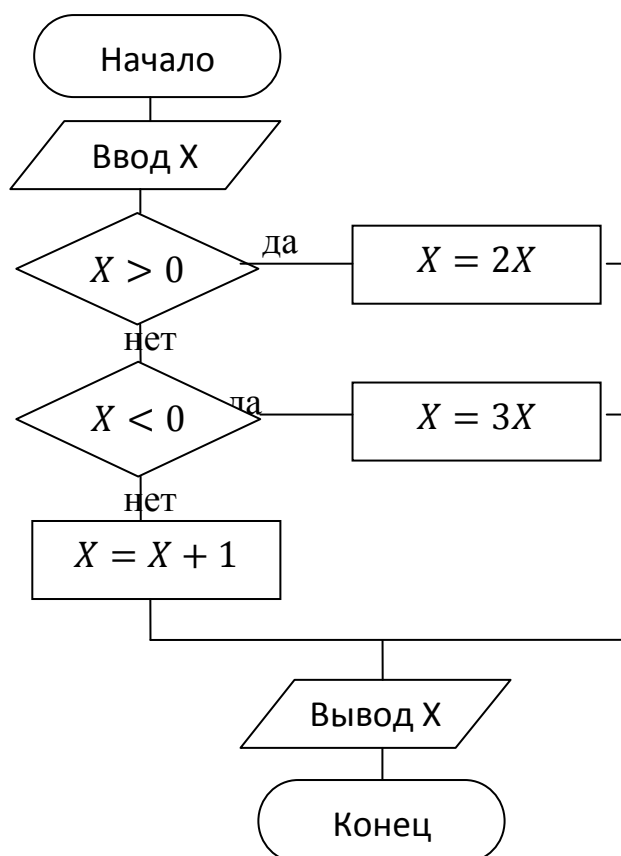 Начало
Ввод X
X > 0
да
X = 2X
нет
X < 0
да
X = 3X
нет
X = X + 1
Вывод X
Конец